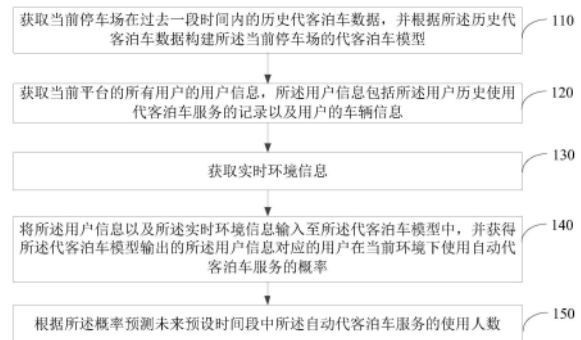 获取当前停车场在过去一段时间内的历史代客泊车数据，并根据所述历史代
客泊车数据构建所述当前停车场的代客泊车模型
110
获取当前平台的所有用户的用户信息，所述用户信息包括所述用户历史使用
代客泊车服务的记录以及用户的车辆信息
120
获取实时环境信息
130
将所述用户信息以及所述实时环境信息输入至所述代客泊车模型中，并获得
所述代客泊车模型输出的所述用户信息对应的用户在当前环境下使用自动代
客泊车服务的概率
140
根据所述概率预测未来预设时间段中所述自动代客泊车服务的使用人数
150